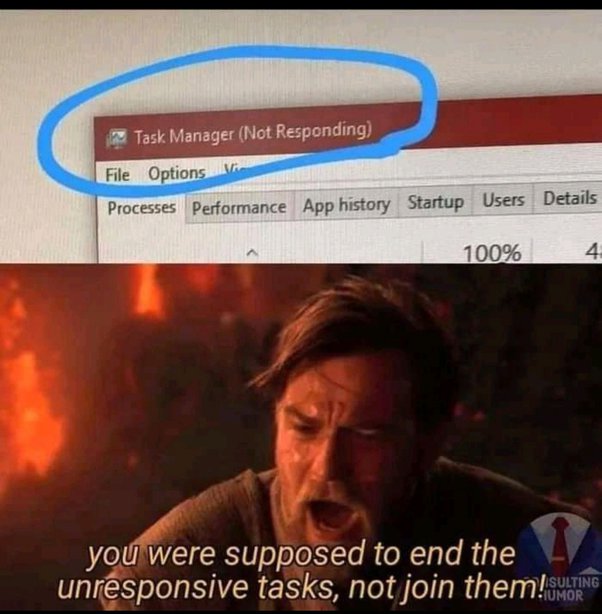 Task Manager (Not Responding)
File Options
Processes Performance App history Startup Users Details
100% 4
you were supposed to end the
unresponsive tasks, not join them!